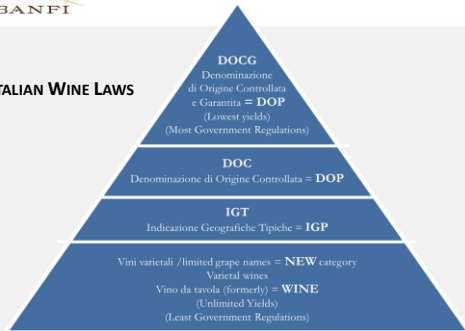 BANFI
TALIAN WINE LAWS
DOCG
Denominazione
di Origine Controllata
e Garantita = DOP
(Lowest yields)
(Most Government Regulations)
DOC
Denominazione di Origine Controllata = DOP
IGT
Indicazione Geografiche Tipiche = IGP
Vini varietali /limited grape names = NEW category
Varietal wines
Vino da tavola (formerly) = WINE
(Unlimited Yields)
(Least Government Regulations)